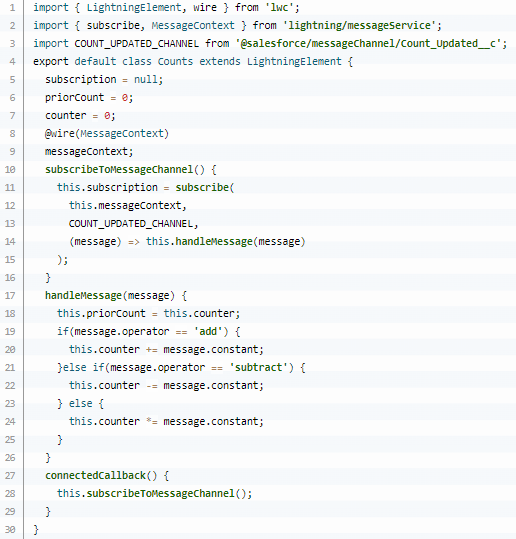 1 import { LightningElement, wire } from 'lwc';
2 import { subscribe, MessageContext } from 'lightning/messageService';
3 import COUNT_UPDATED_CHANNEL from '@salesforce/messageChannel/Count_Updated__c';
4 export default class Counts extends LightningElement {
5 subscription = null;
6 priorCount = 0;
7 counter = 0;
8 @wire(MessageContext)
9 messageContext;
10 subscribeToMessageChannel() {
11 this.subscription = subscribe(
12 this.messageContext,
13 COUNT_UPDATED_CHANNEL,
14 (message) => this.handleMessage(message)
15 );
16 }
17 handleMessage(message) {
18 this.priorCount = this.counter;
19 if(message.operator == 'add') {
20 this.counter += message.constant;
21 }else if(message.operator == 'subtract') {
22 this.counter -= message.constant;
23 } else {
24 this.counter *= message.constant;
25 }
26 }
27 connectedCallback() {
28 this.subscribeToMessageChannel();
29 }
30 }